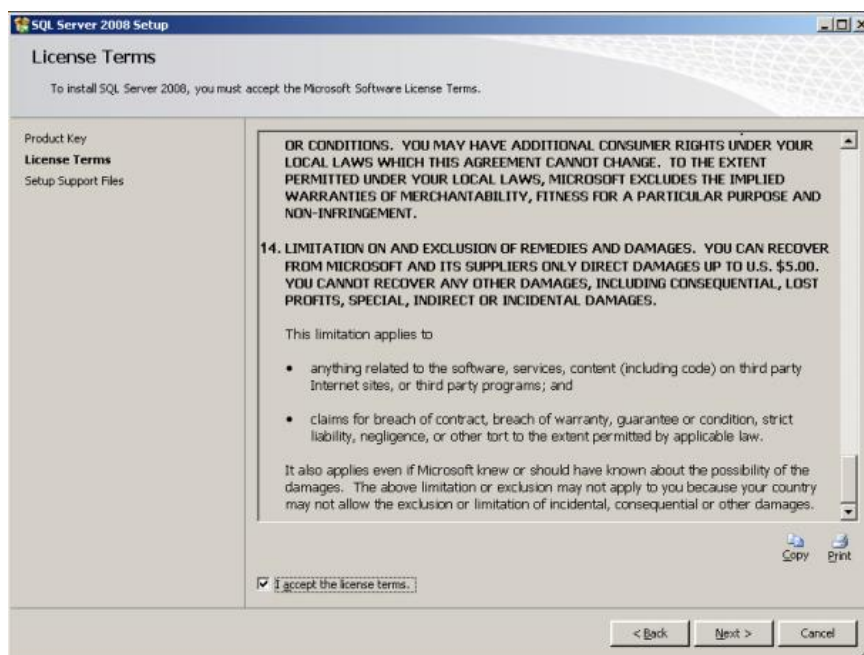 SQL Server 2008 Setup
License Terms
To install SQL Server 2008, you must accept the Microsoft Software License Terms.
Product Key
License Terms
Setup Support Files
OR CONDITIONS. YOU MAY HAVE ADDITIONAL CONSUMER RIGHTS UNDER YOUR
LOCAL LAWS WHICH THIS AGREEMENT CANNOT CHANGE. TO THE EXTENT
PERMITTED UNDER YOUR LOCAL LAWS, MICROSOFT EXCLUDES THE IMPLIED
WARRANTIES OF MERCHANTABILITY, FITNESS FOR A PARTICULAR PURPOSE AND
NON-INFRINGEMENT.
14. LIMITATION ON AND EXCLUSION OF REMEDIES AND DAMAGES. YOU CAN RECOVER
FROM MICROSOFT AND ITS SUPPLIERS ONLY DIRECT DAMAGES UP TO U.S. $5.00.
YOU CANNOT RECOVER ANY OTHER DAMAGES, INCLUDING CONSEQUENTIAL, LOST
PROFITS, SPECIAL, INDIRECT OR INCIDENTAL DAMAGES.
This limitation applies to
• anything related to the software, services, content (including code) on third party
Internet sites, or third party programs; and
• claims for breach of contract, breach of warranty, guarantee or condition, strict
liability, negligence, or other tort to the extent permitted by applicable law.
It also applies even if Microsoft knew or should have known about the possibility of the
damages. The above limitation or exclusion may not apply to you because your country
may not allow the exclusion or limitation of incidental, consequential or other damages.
Copy Print
I accept the license terms.
< Back Next > Cancel